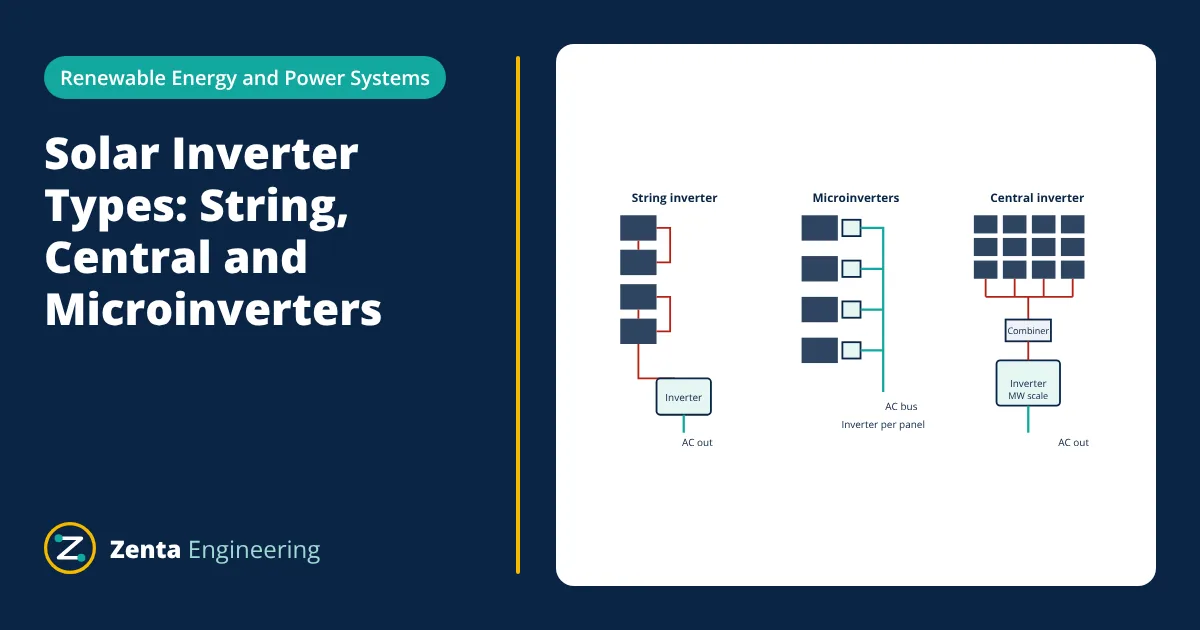 Renewable Energy and Power Systems
Solar Inverter
Types: String,
Central and
Microinverters
Zenta Engineering
String inverter
Inverter
AC out
Microinverters
AC bus
Inverter per panel
Central inverter
Combiner
Inverter
MW scale
AC out